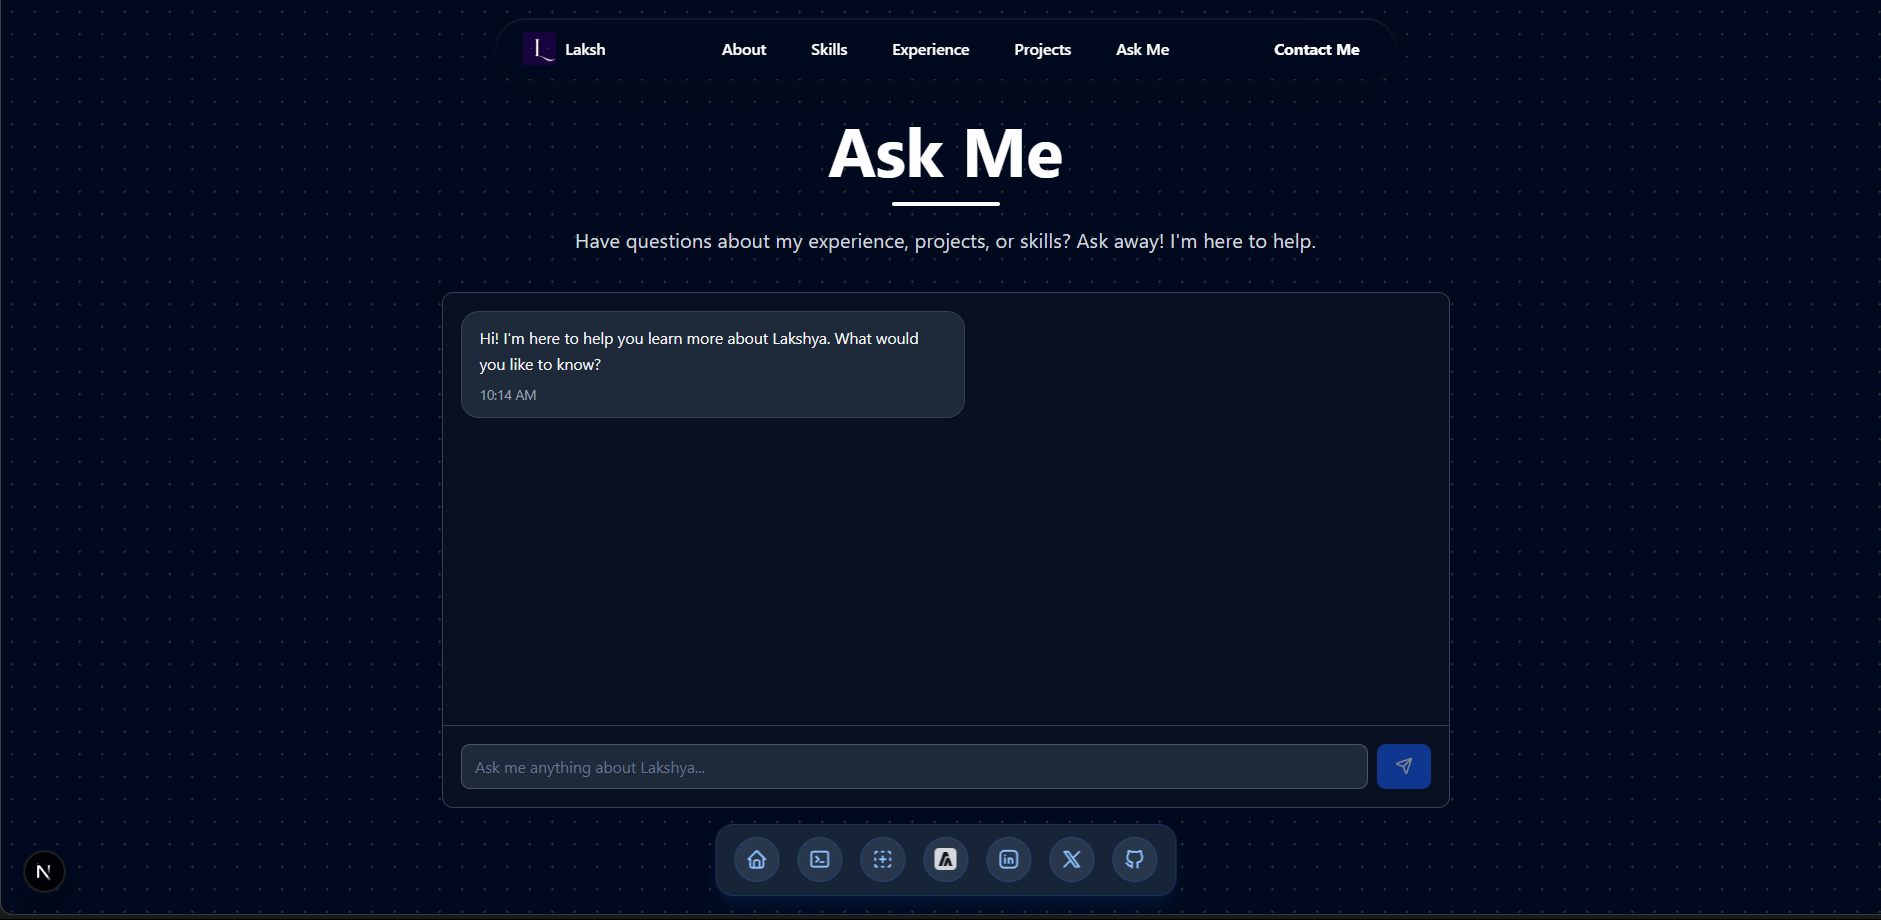 L Laksh About Skills Experience Projects Ask Me Contact Me
Ask Me
Have questions about my experience, projects, or skills? Ask away! I'm here to help.
Hi! I'm here to help you learn more about Lakshya. What would
you like to know?
10:14 AM
Ask me anything about Lakshya...
in X
N